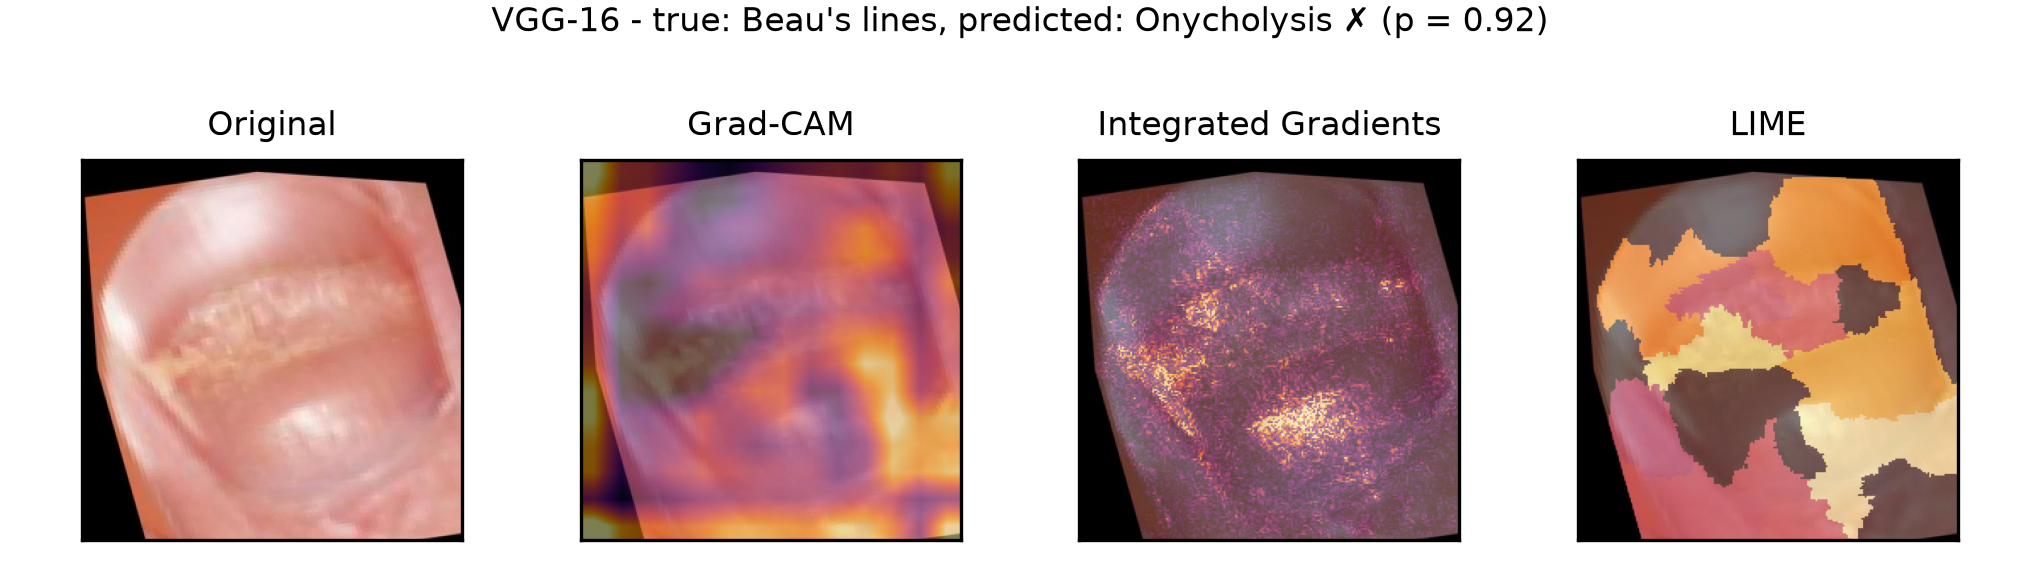 VGG-16 - true: Beau's lines, predicted: Onycholysis ✗ (p = 0.92)
Original
Grad-CAM
Integrated Gradients
LIME